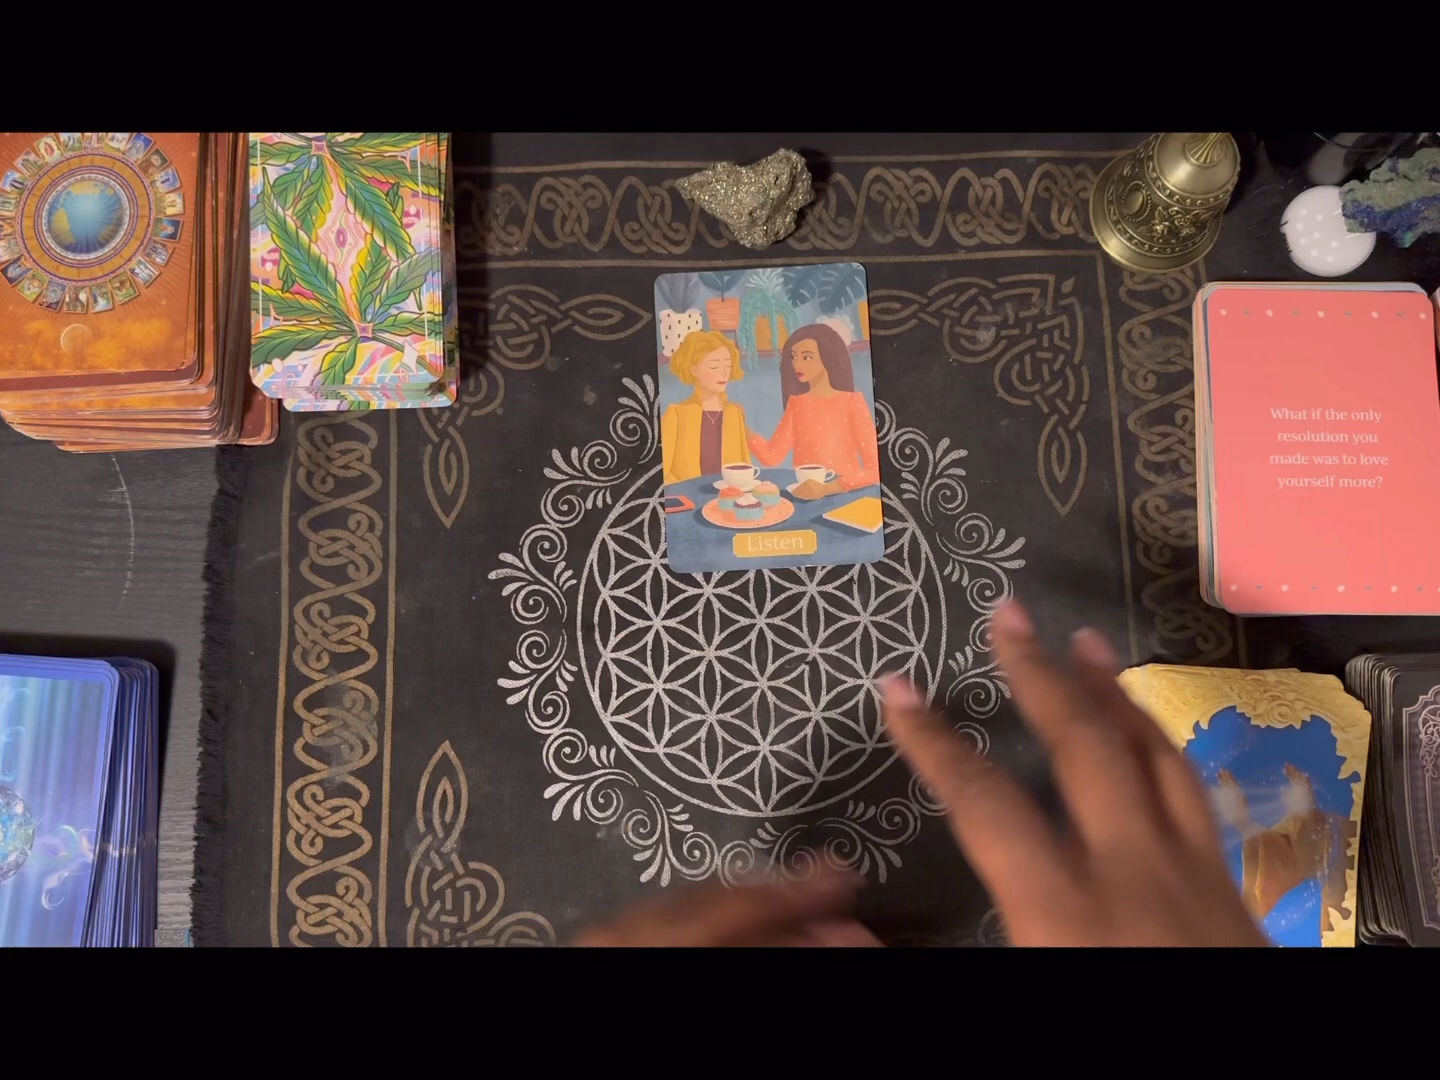 Listen
What if the only
resolution you
made was to love
yourself more?